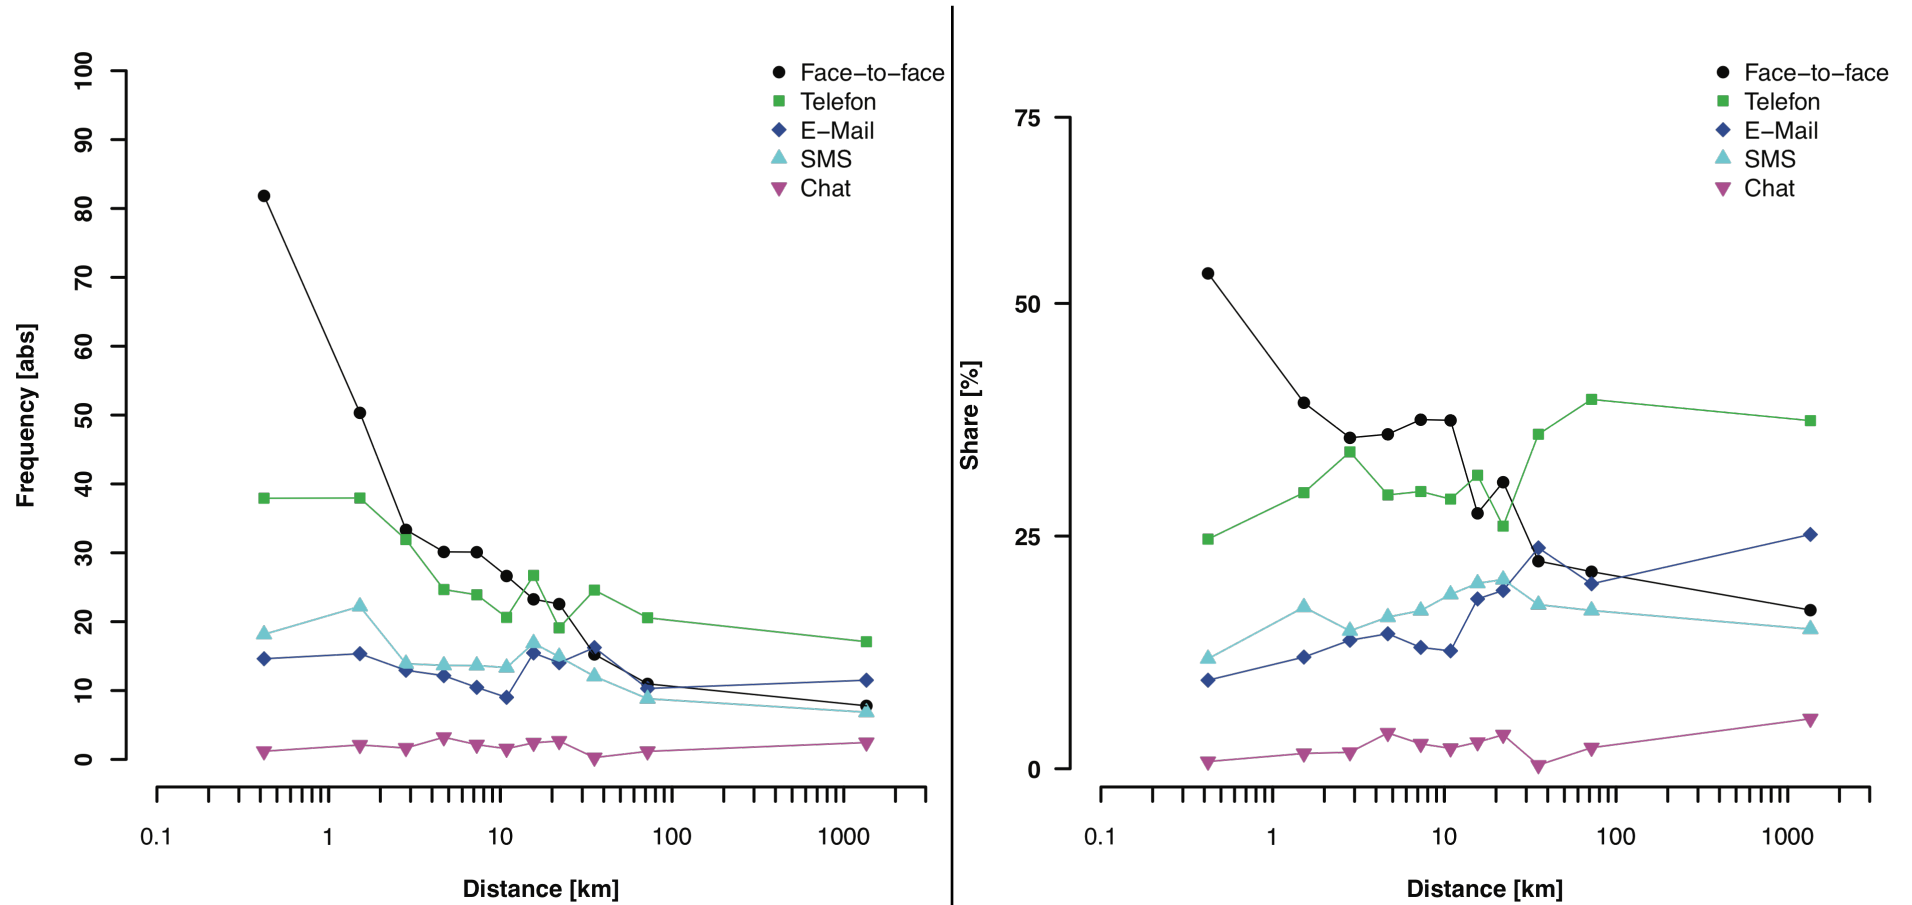 Frequency [abs]
100
90
80
70
60
50
40
30
20
10
0
Face-to-face
Telefon
E-Mail
SMS
Chat
0.1 1 10 100 1000
Distance [km]
Share [%]
75
50
25
0
Face-to-face
Telefon
E-Mail
SMS
Chat
0.1 1 10 100 1000
Distance [km]